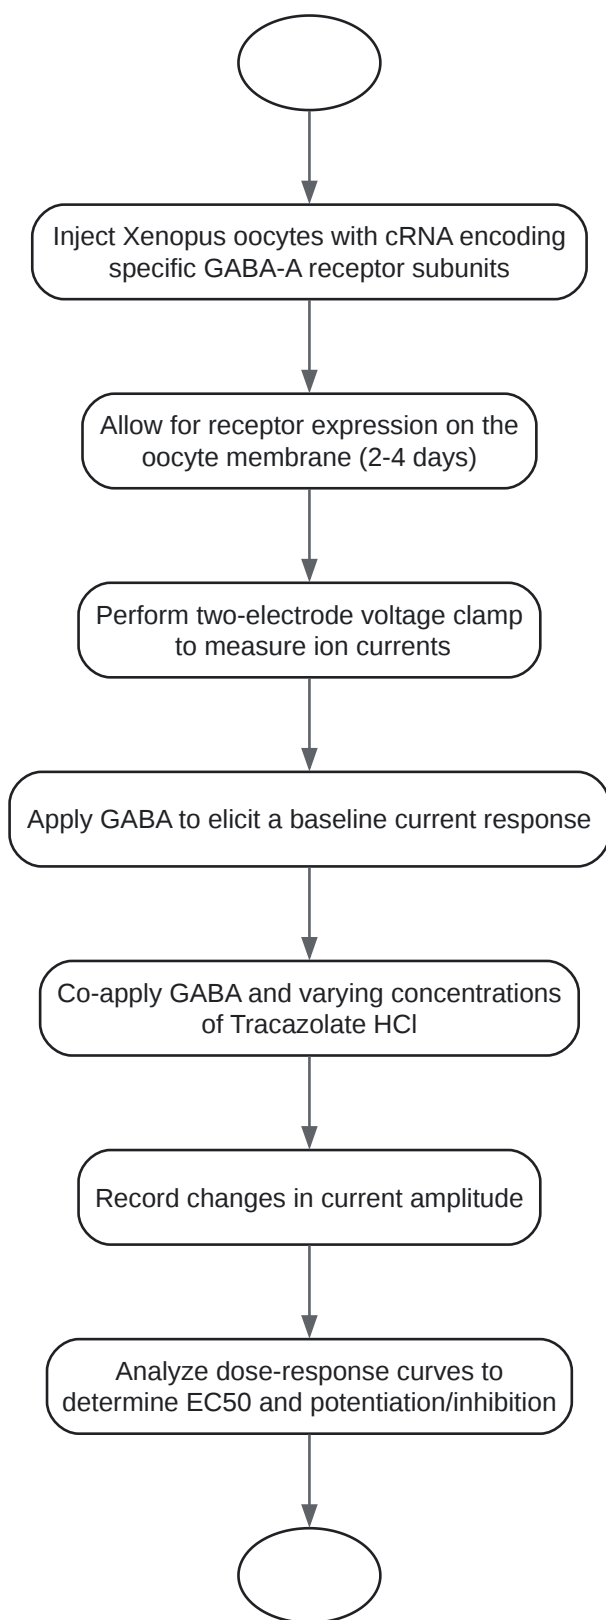 Inject Xenopus oocytes with cRNA encoding
specific GABA-A receptor subunits
Allow for receptor expression on the
oocyte membrane (2-4 days)
Perform two-electrode voltage clamp
to measure ion currents
Apply GABA to elicit a baseline current response
Co-apply GABA and varying concentrations
of Tracazolate HCl
Record changes in current amplitude
Analyze dose-response curves to
determine EC50 and potentiation/inhibition